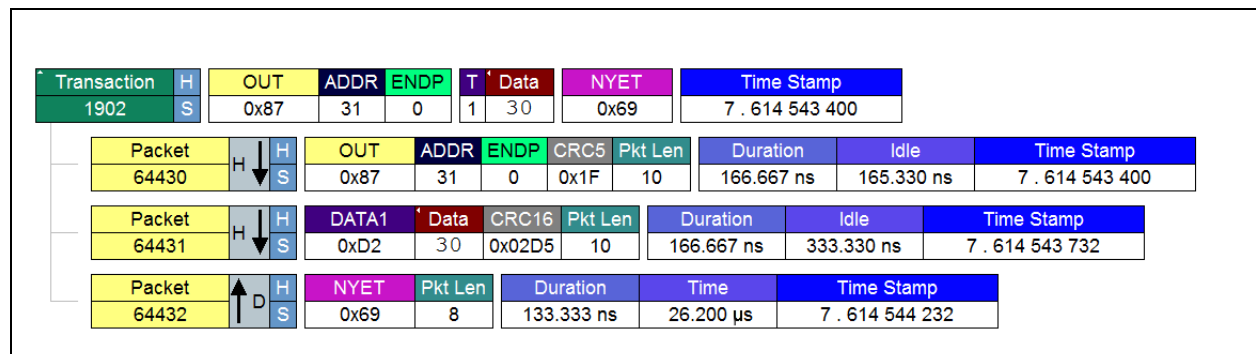 Transaction H OUT ADDR ENDP T Data NYET Time Stamp
1902 S 0x87 31 0 1 30 0x69 7 . 614 543 400
Packet H H OUT ADDR ENDP CRC5 Pkt Len Duration Idle Time Stamp
64430 S 0x87 31 0 0x1F 10 166.667 ns 165.330 ns 7 . 614 543 400
Packet H H DATA1 Data CRC16 Pkt Len Duration Idle Time Stamp
64431 S 0xD2 30 0x02D5 10 166.667 ns 333.330 ns 7 . 614 543 732
Packet D H NYET Pkt Len Duration Time Time Stamp
64432 S 0x69 8 133.333 ns 26.200 µs 7 . 614 544 232